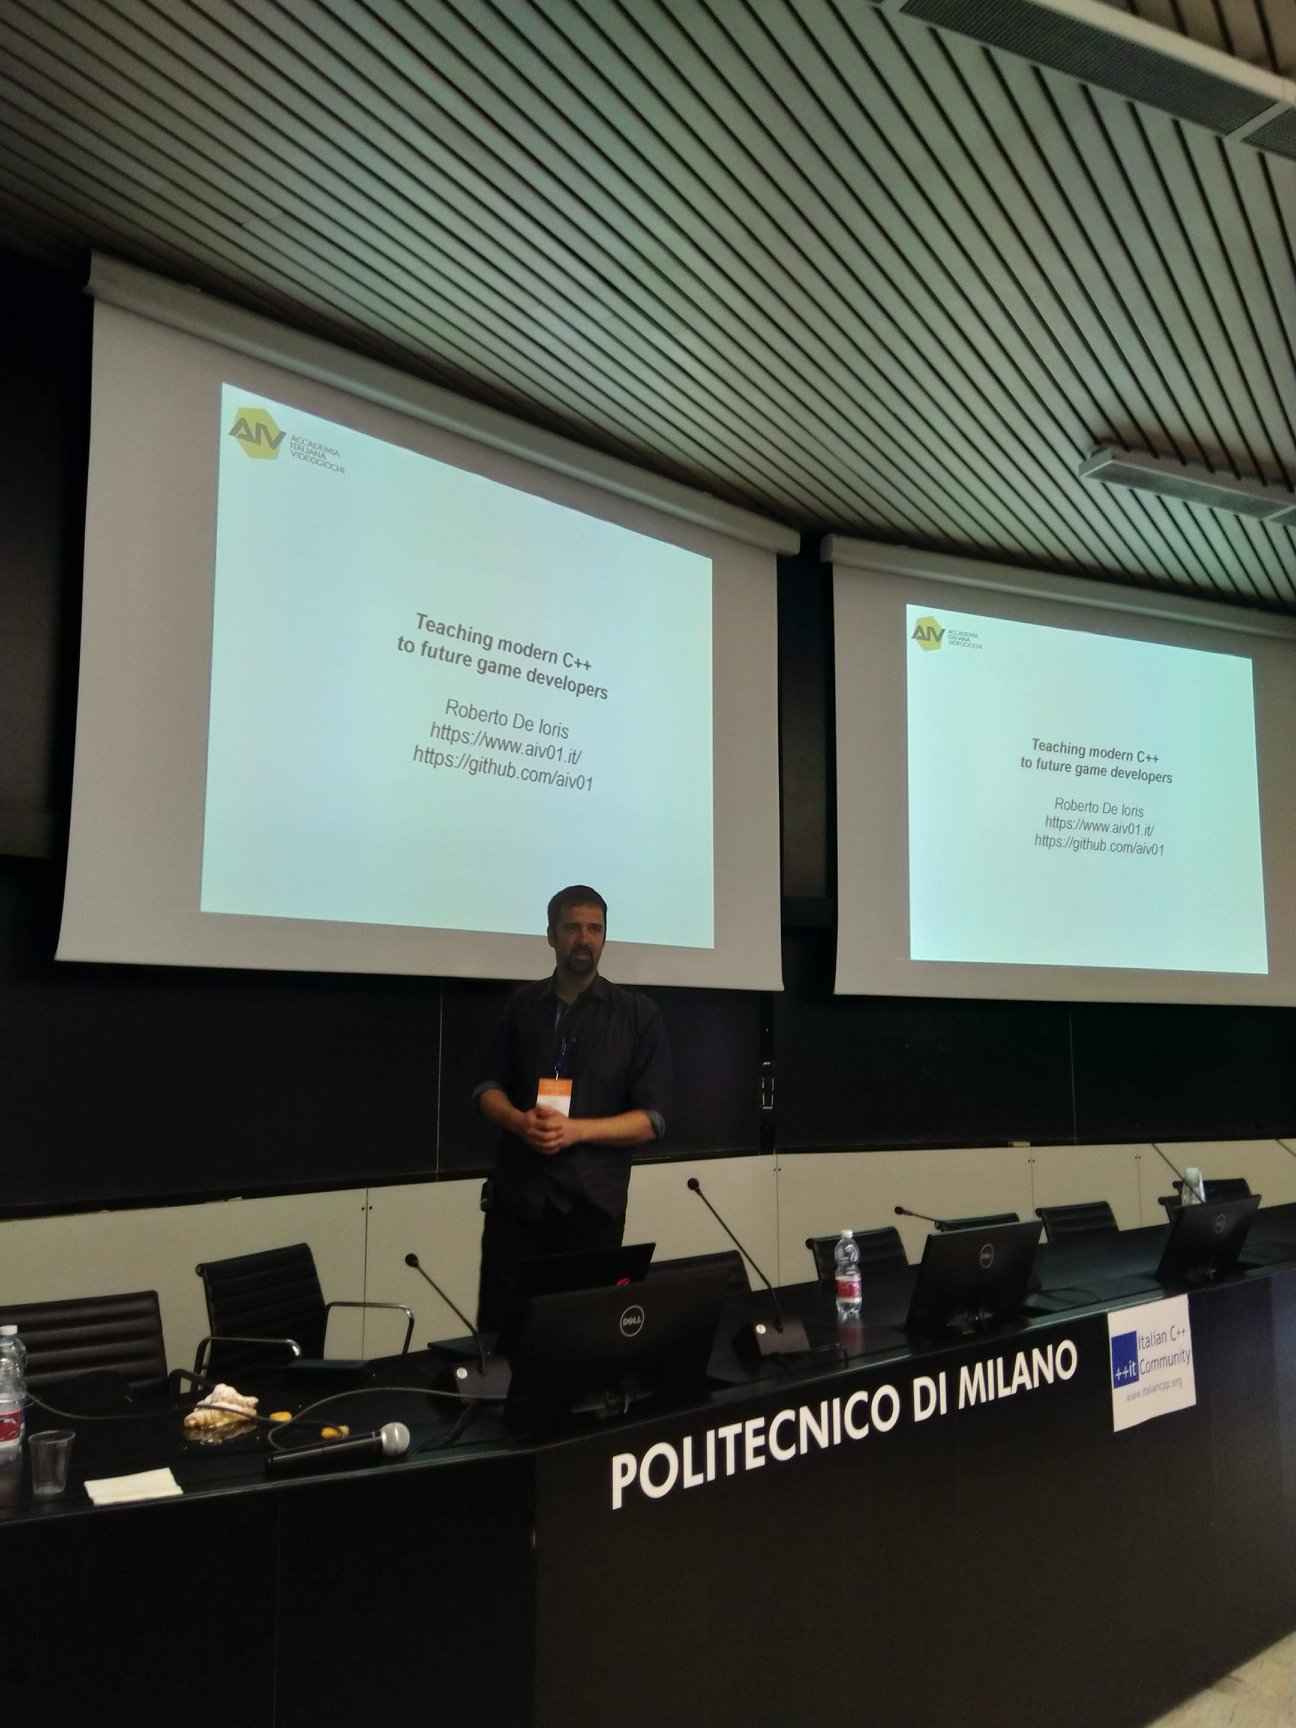 AIV
ACCADEMIA
ITALIANA
VIDEOGIOCHI
Teaching modern C++
to future game developers
Roberto De Ioris
https://www.aiv01.it/
https://github.com/aiv01
AIV
ACCADEMIA
ITALIANA
VIDEOGIOCHI
Teaching modern C++
to future game developers
Roberto De Ioris
https://www.aiv01.it/
https://github.com/aiv01
DELL
DELL
DELL
POLITECNICO DI MILANO
++it
Italian C++
Community
www.italiancpp.org